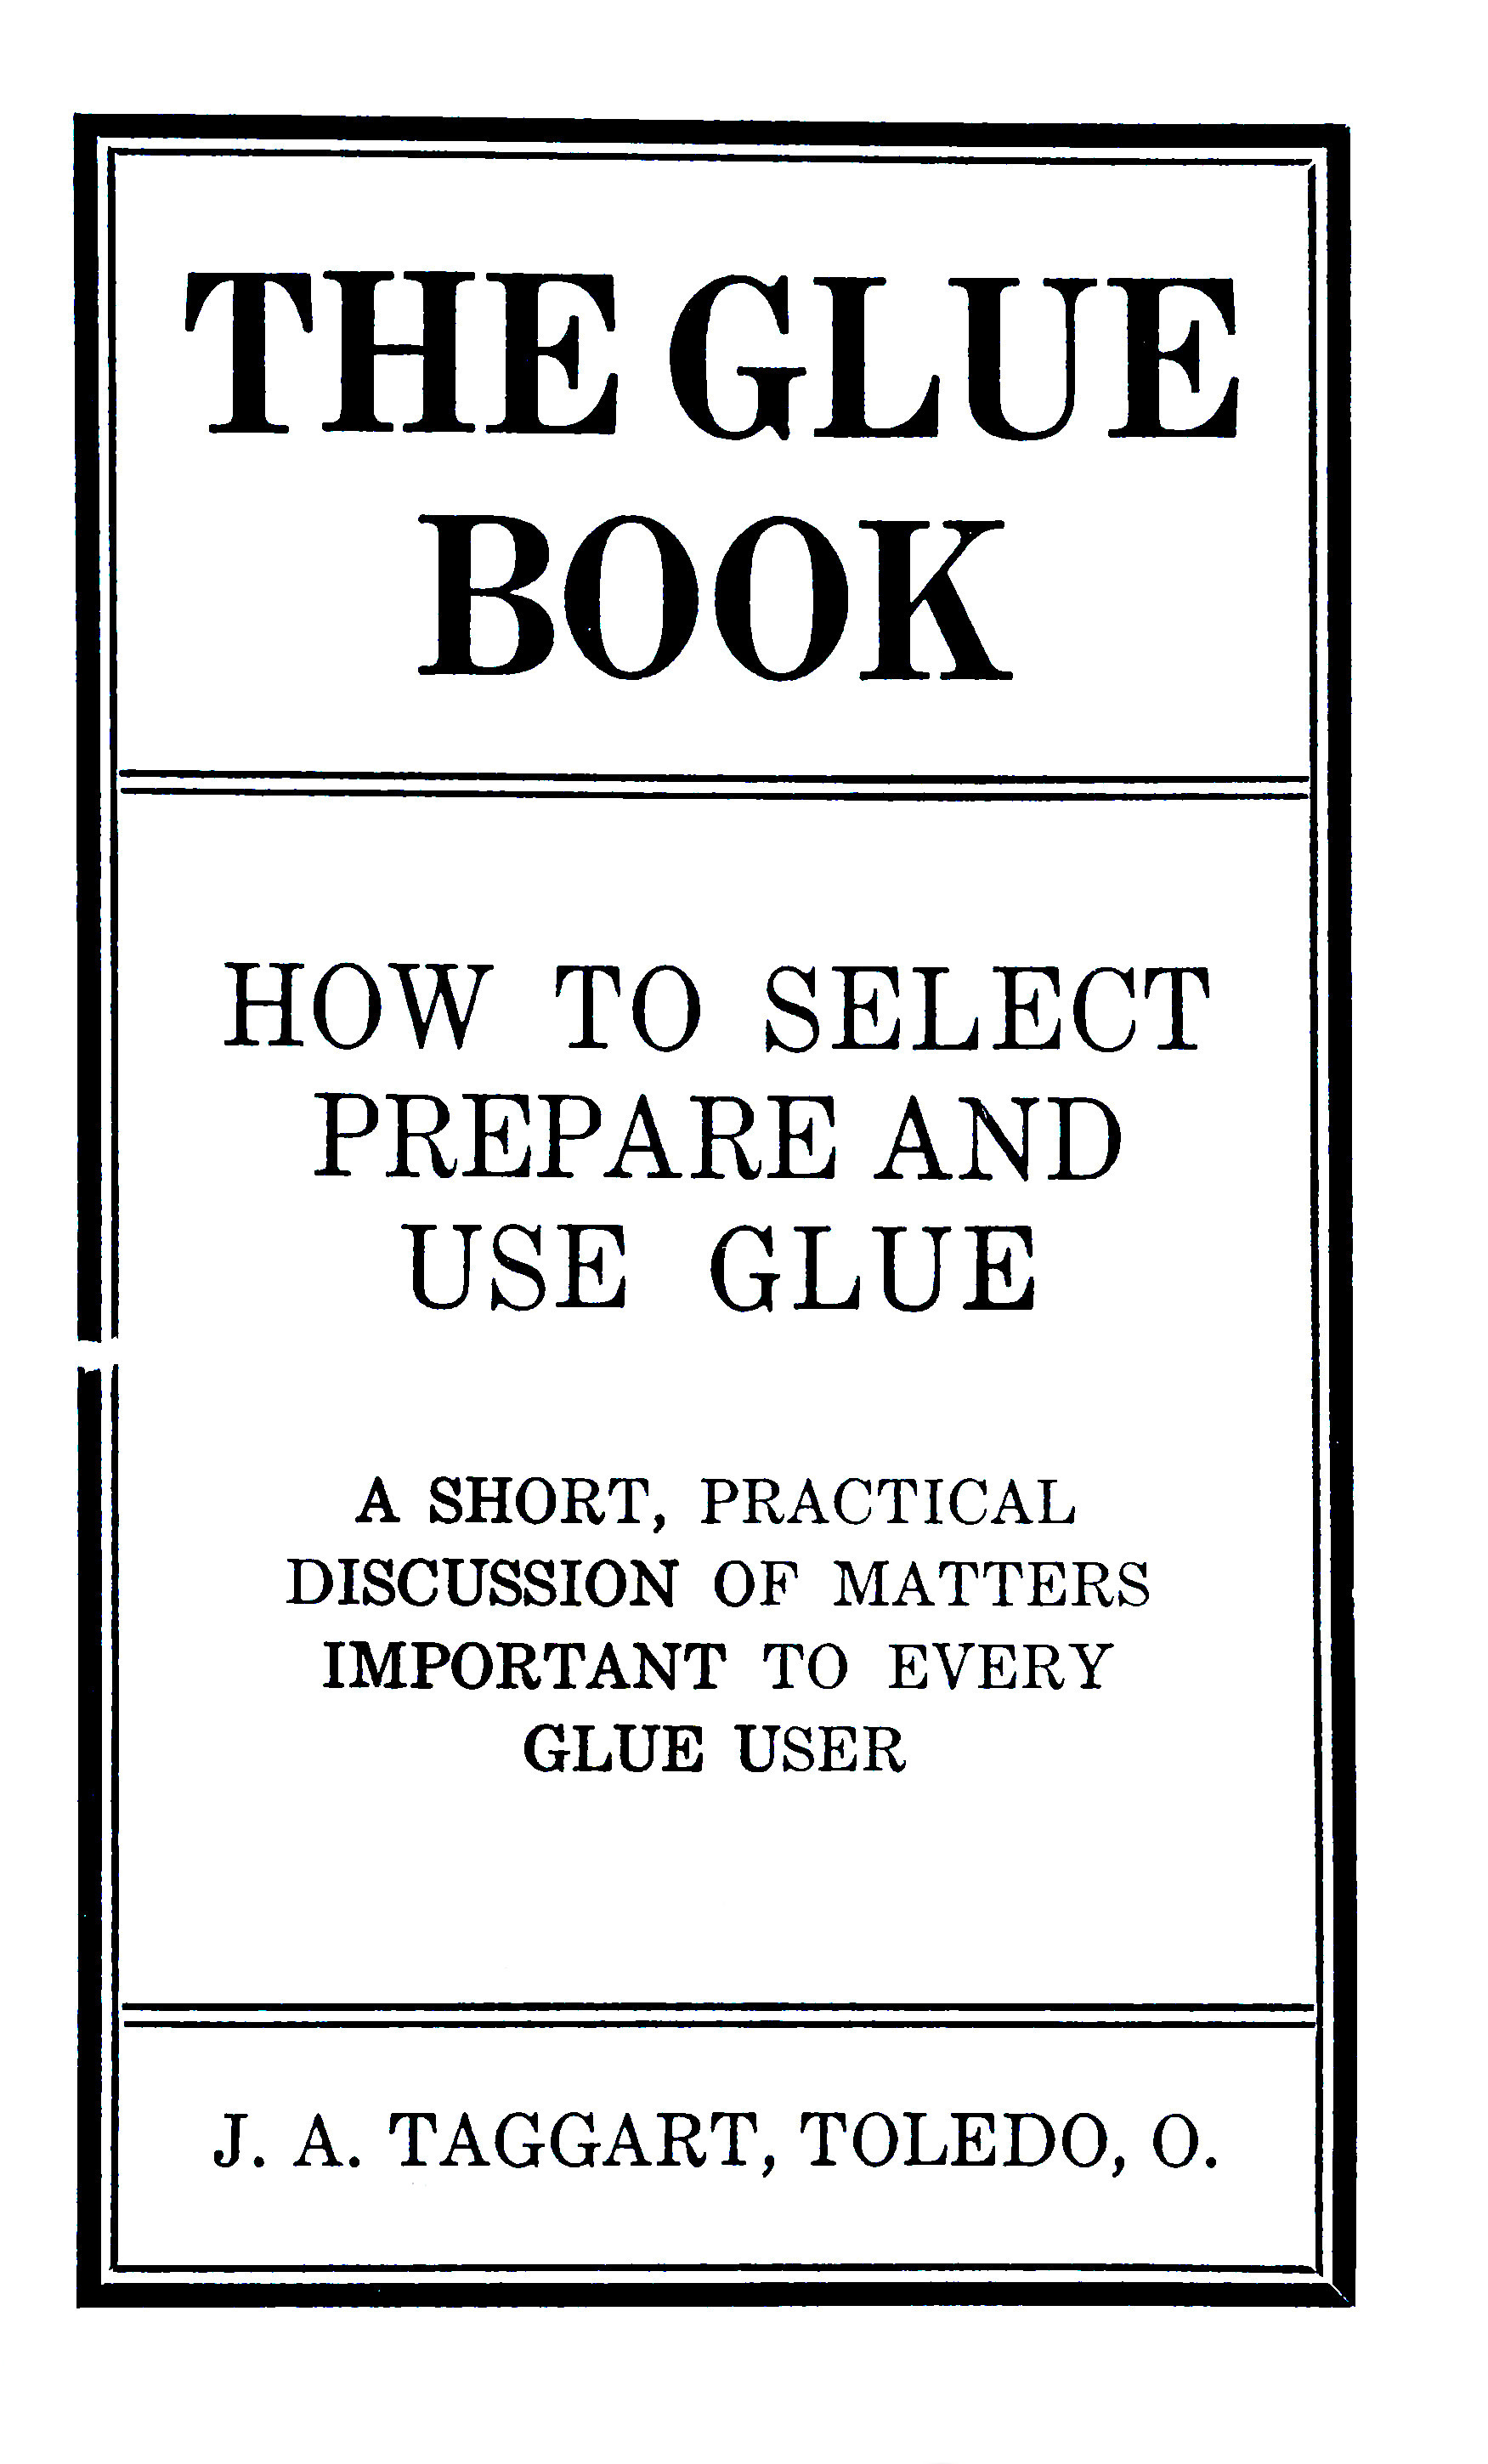 THE GLUE
BOOK
HOW TO SELECT
PREPARE AND
USE GLUE
A SHORT, PRACTICAL
DISCUSSION OF MATTERS
IMPORTANT TO EVERY
GLUE USER
J. A. TAGGART, TOLEDO, O.